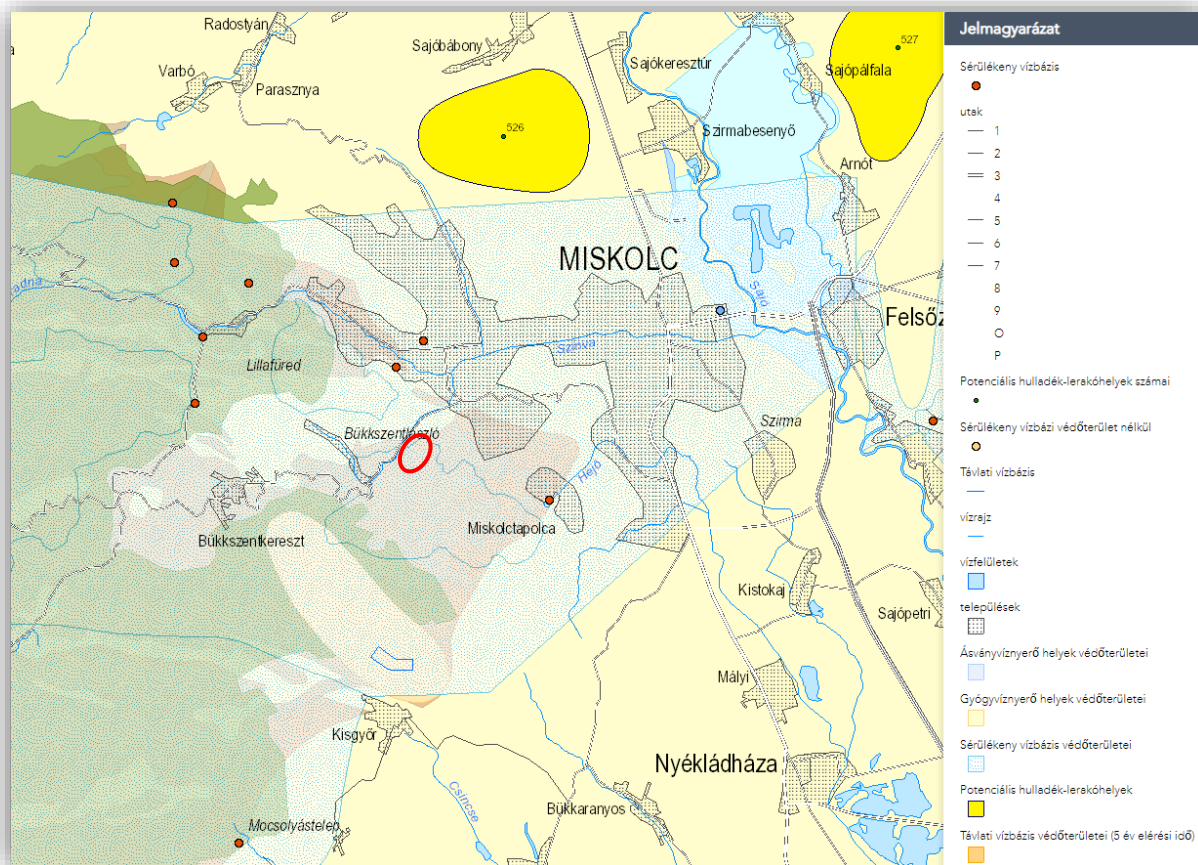 Radostyán
Sajóbábony
527
Sajókeresztúr
Sajópálfala
Varbó
Parasznya
526
Szirmabesenyő
Arnót
MISKOLC
Sajó
adna
Felsőz
Szinva
Lillafüred
Bükkszentlászló
Szirma
Hejő
Miskolctapolca
Bükkszentkereszt
Kistokaj
Sajópetri
Mályi
Kisgyőr
Nyékládháza
Csincse
Bükkaranyos
Mocsolyástelep
Jelmagyarázat
Sérülékeny vízbázis
utak
1
2
3
4
5
6
7
8
9
O
P
Potenciális hulladék-lerakóhelyek számai
Sérülékeny vízbázi védőterület nélkül
Távlati vízbázis
vízrajz
vízfelületek
települések
Ásványvíznyerő helyek védőterületei
Gyógyvíznyerő helyek védőterületei
Sérülékeny vízbázis védőterületei
Potenciális hulladék-lerakóhelyek
Távlati vízbázis védőterületei (5 év elérési idő)